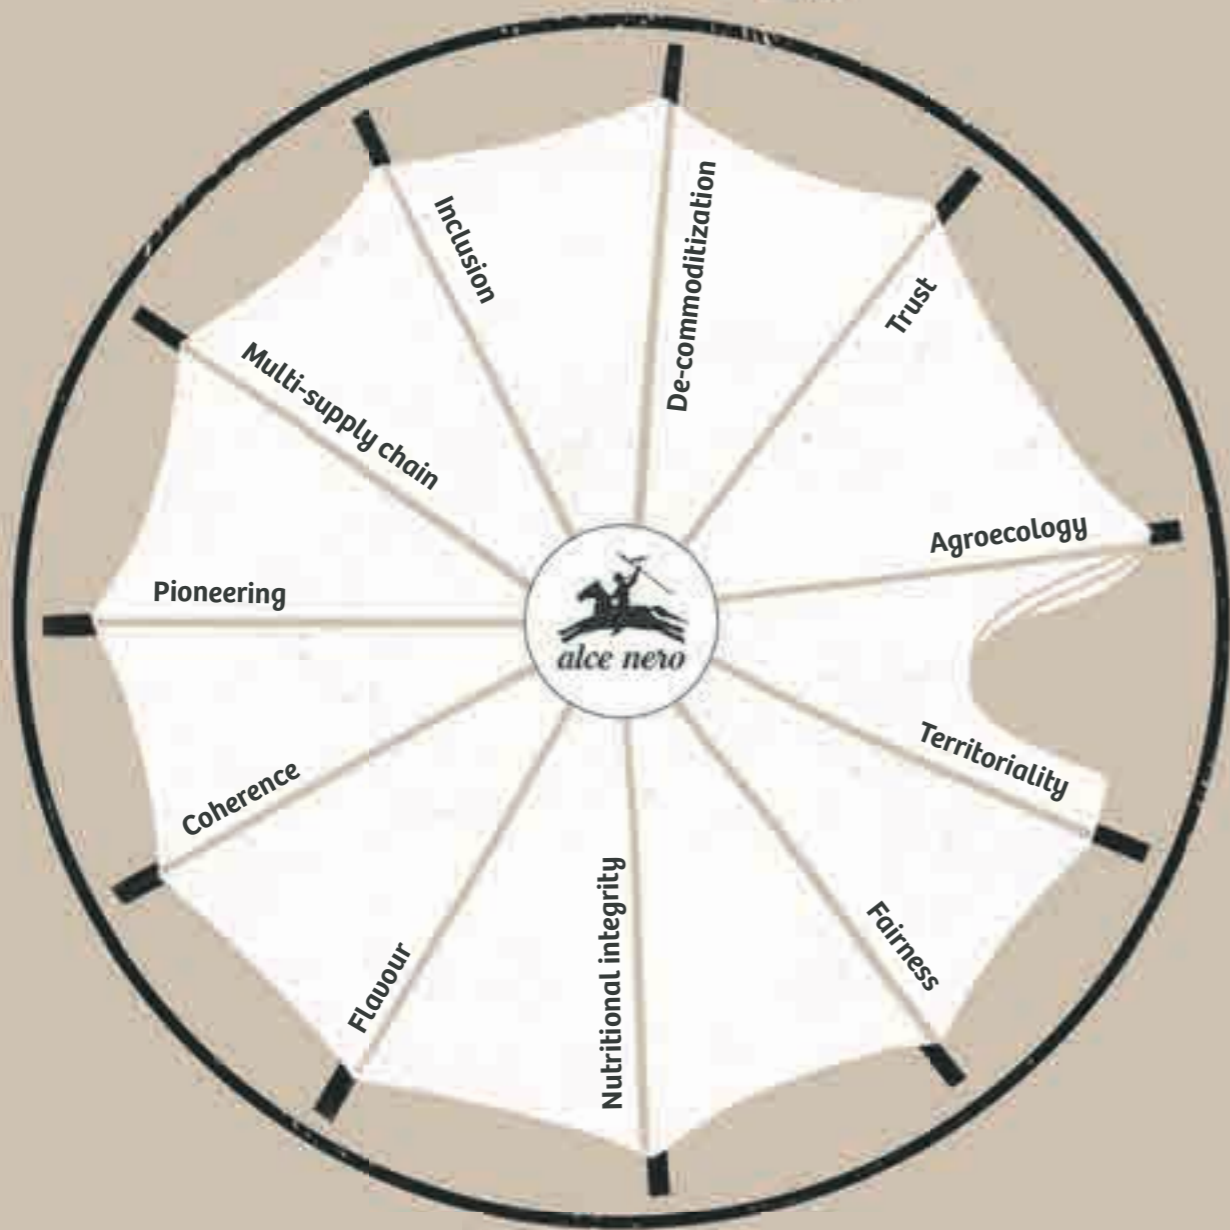 De-commoditization
Trust
Agroecology
Territoriality
Fairness
Nutritional integrity
Flavour
Coherence
Pioneering
Multi-supply chain
Inclusion
alce nero